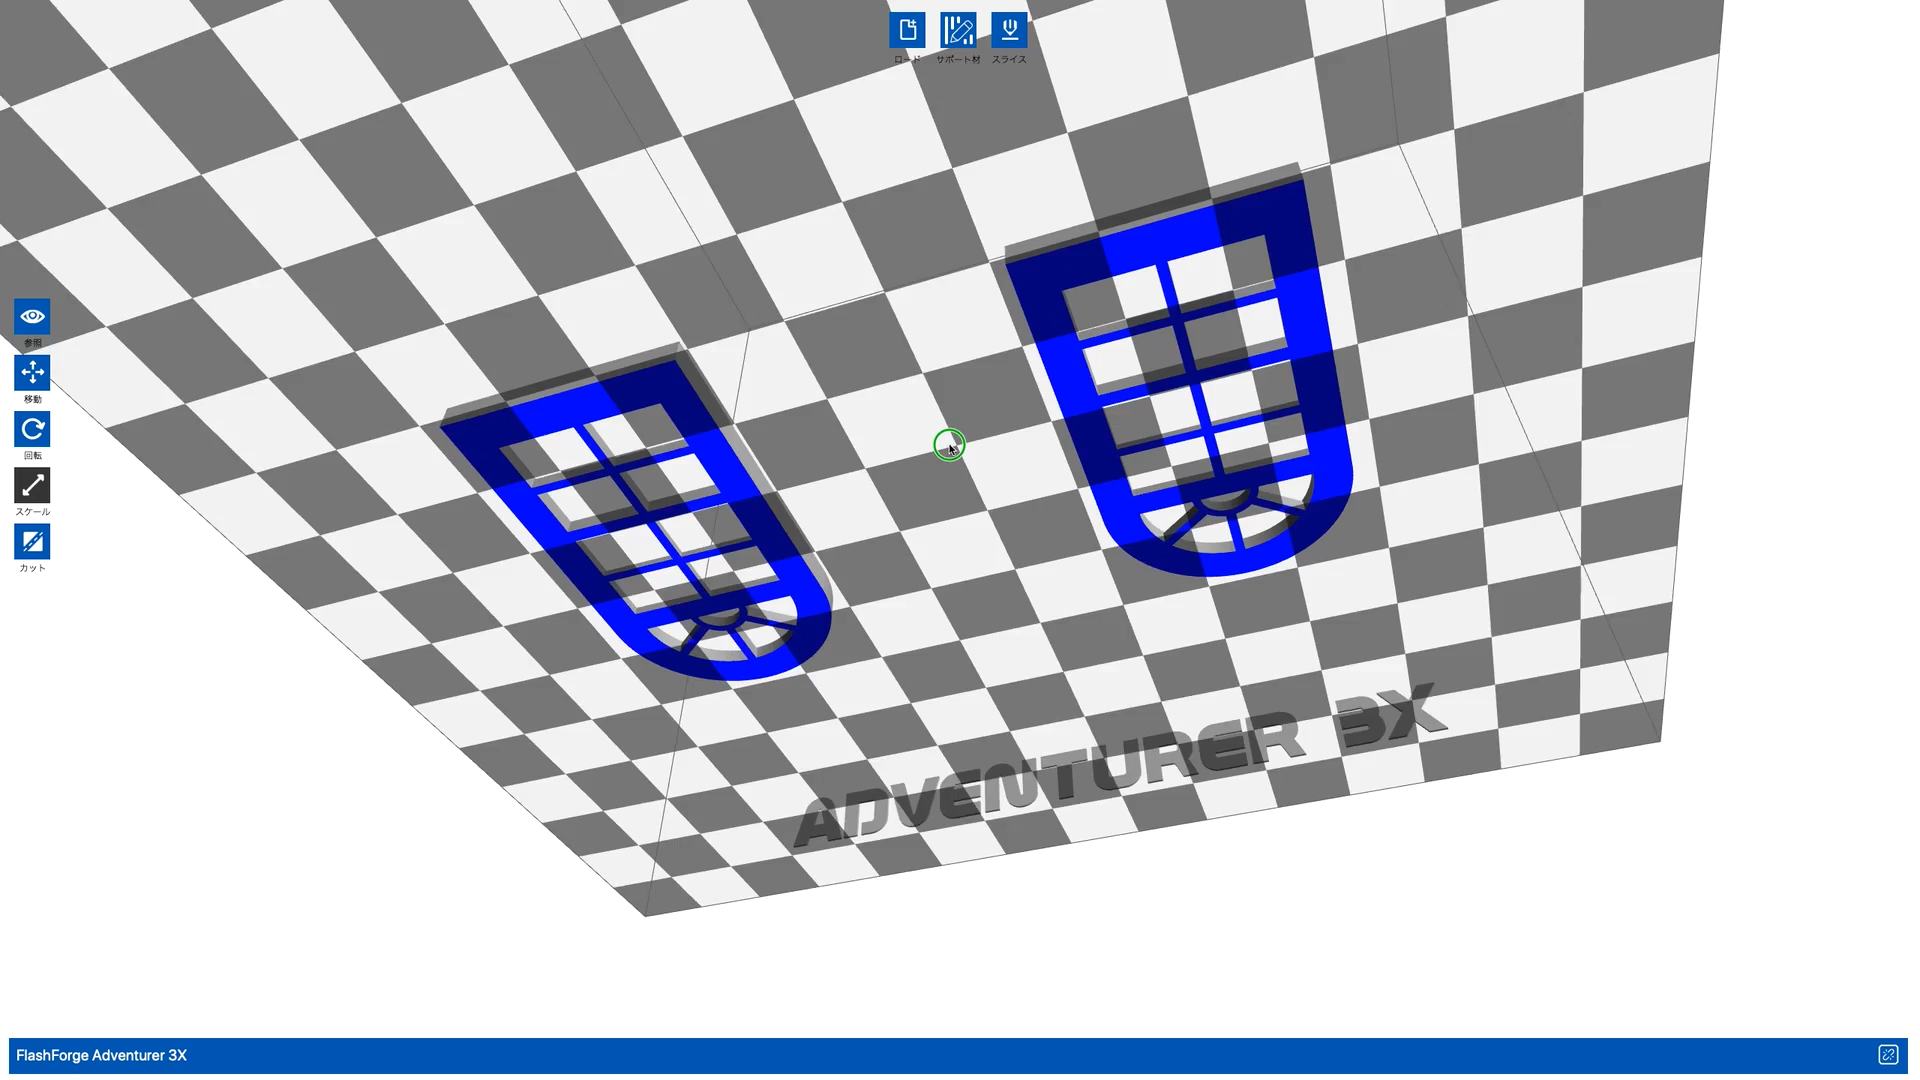 ロード サポート材 スライス
参照
移動
回転
スケール
カット
ADVENTURER 3X
FlashForge Adventurer 3X